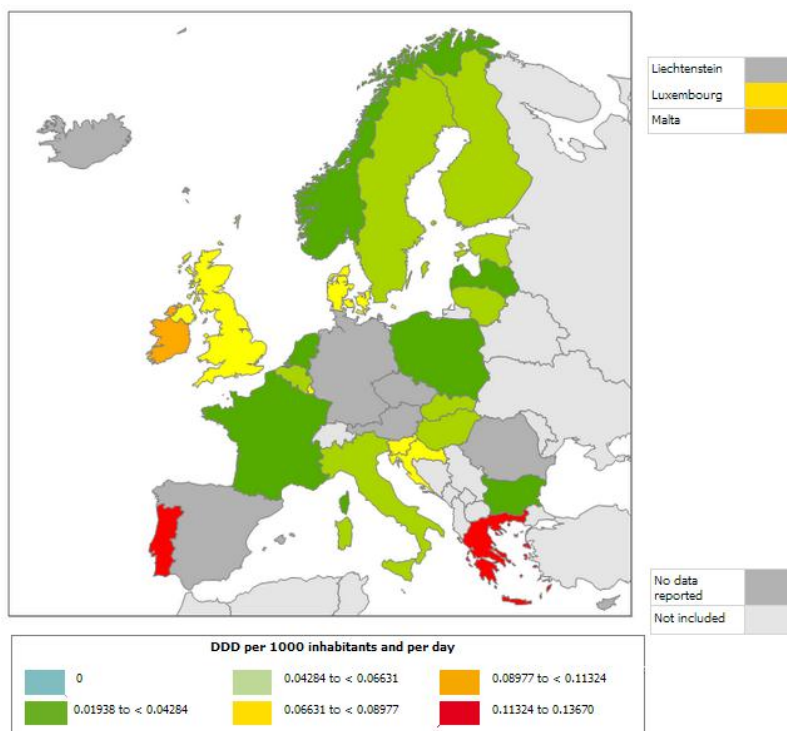 Liechtenstein
Luxembourg
Malta
No data
reported
Not included
DDD per 1000 inhabitants and per day
0
0.04284 to < 0.06631
0.08977 to < 0.11324
0.01938 to < 0.04284
0.06631 to < 0.08977
0.11324 to 0.13670